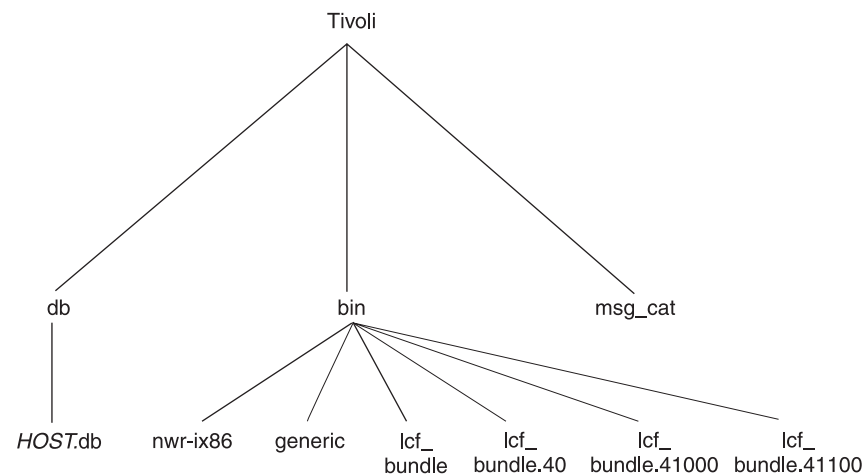 Tivoli
db
bin
msg_cat
HOST.db
nwr-ix86
generic
lcf_
bundle
lcf_
bundle.40
lcf_
bundle.41000
lcf_
bundle.41100